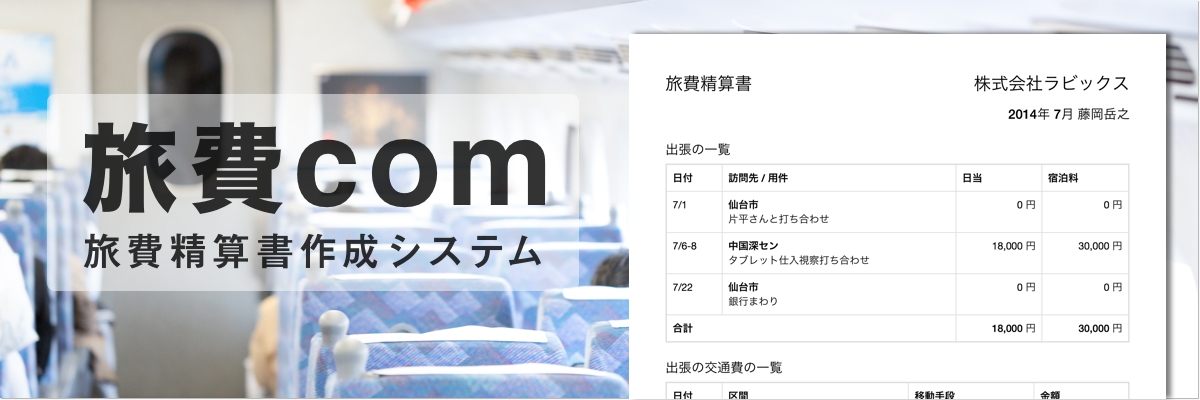 旅費com
旅費精算書作成システム
旅費精算書 株式会社ラビックス
2014年 7月 藤岡岳之
出張の一覧
日付 訪問先 / 用件 日当 宿泊料
7/1 仙台市 0 円 0 円
片平さんと打ち合わせ
7/6-8 中国深セン 18,000 円 30,000 円
タブレット仕入視察打ち合わせ
7/22 仙台市 0 円 0 円
銀行まわり
合計 18,000 円 30,000 円
出張の交通費の一覧
日付 区間 移動手段 金額